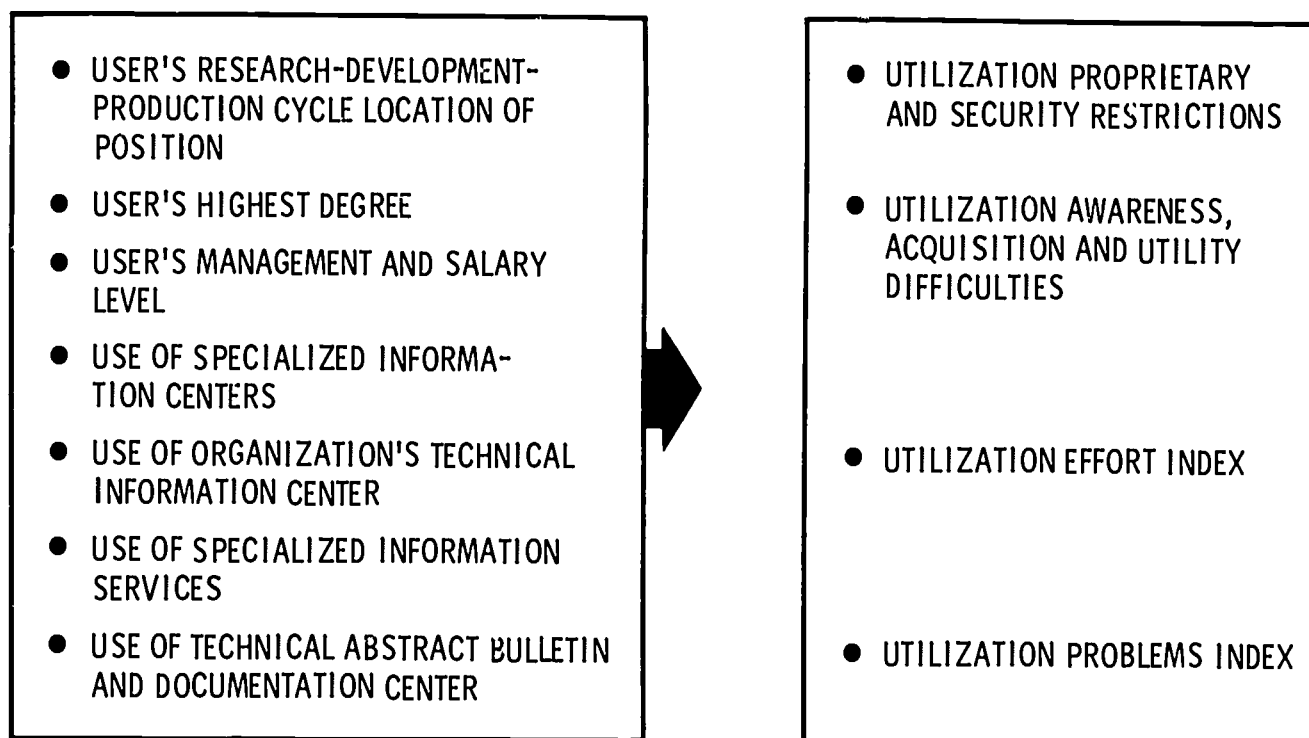 ● USER'S RESEARCH-DEVELOPMENT-
PRODUCTION CYCLE LOCATION OF
POSITION
● USER'S HIGHEST DEGREE
● USER'S MANAGEMENT AND SALARY
LEVEL
● USE OF SPECIALIZED INFORMA-
TION CENTERS
● USE OF ORGANIZATION'S TECHNICAL
INFORMATION CENTER
● USE OF SPECIALIZED INFORMATION
SERVICES
● USE OF TECHNICAL ABSTRACT BULLETIN
AND DOCUMENTATION CENTER
● UTILIZATION PROPRIETARY
AND SECURITY RESTRICTIONS
● UTILIZATION AWARENESS,
ACQUISITION AND UTILITY
DIFFICULTIES
● UTILIZATION EFFORT INDEX
● UTILIZATION PROBLEMS INDEX